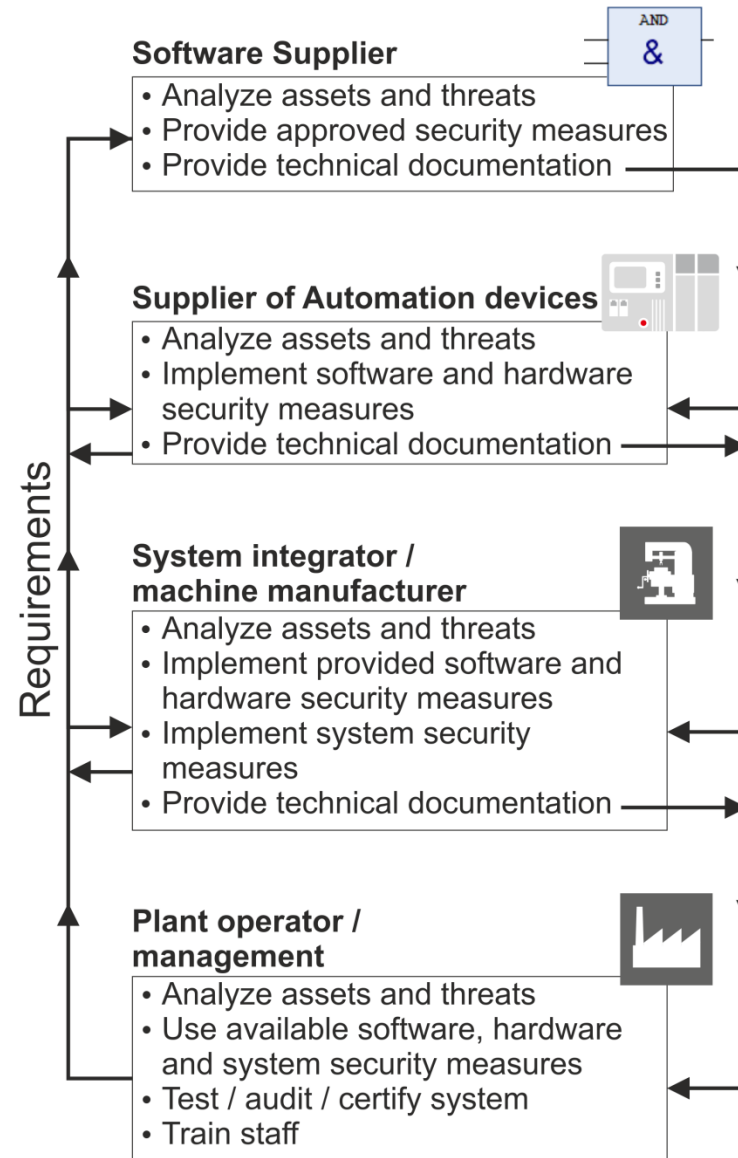 AND
&
Software Supplier
• Analyze assets and threats
• Provide approved security measures
• Provide technical documentation
Supplier of Automation devices
• Analyze assets and threats
• Implement software and hardware
security measures
• Provide technical documentation
Requirements
System integrator /
machine manufacturer
• Analyze assets and threats
• Implement provided software and
hardware security measures
• Implement system security
measures
• Provide technical documentation
Plant operator /
management
• Analyze assets and threats
• Use available software, hardware
and system security measures
• Test / audit / certify system
• Train staff